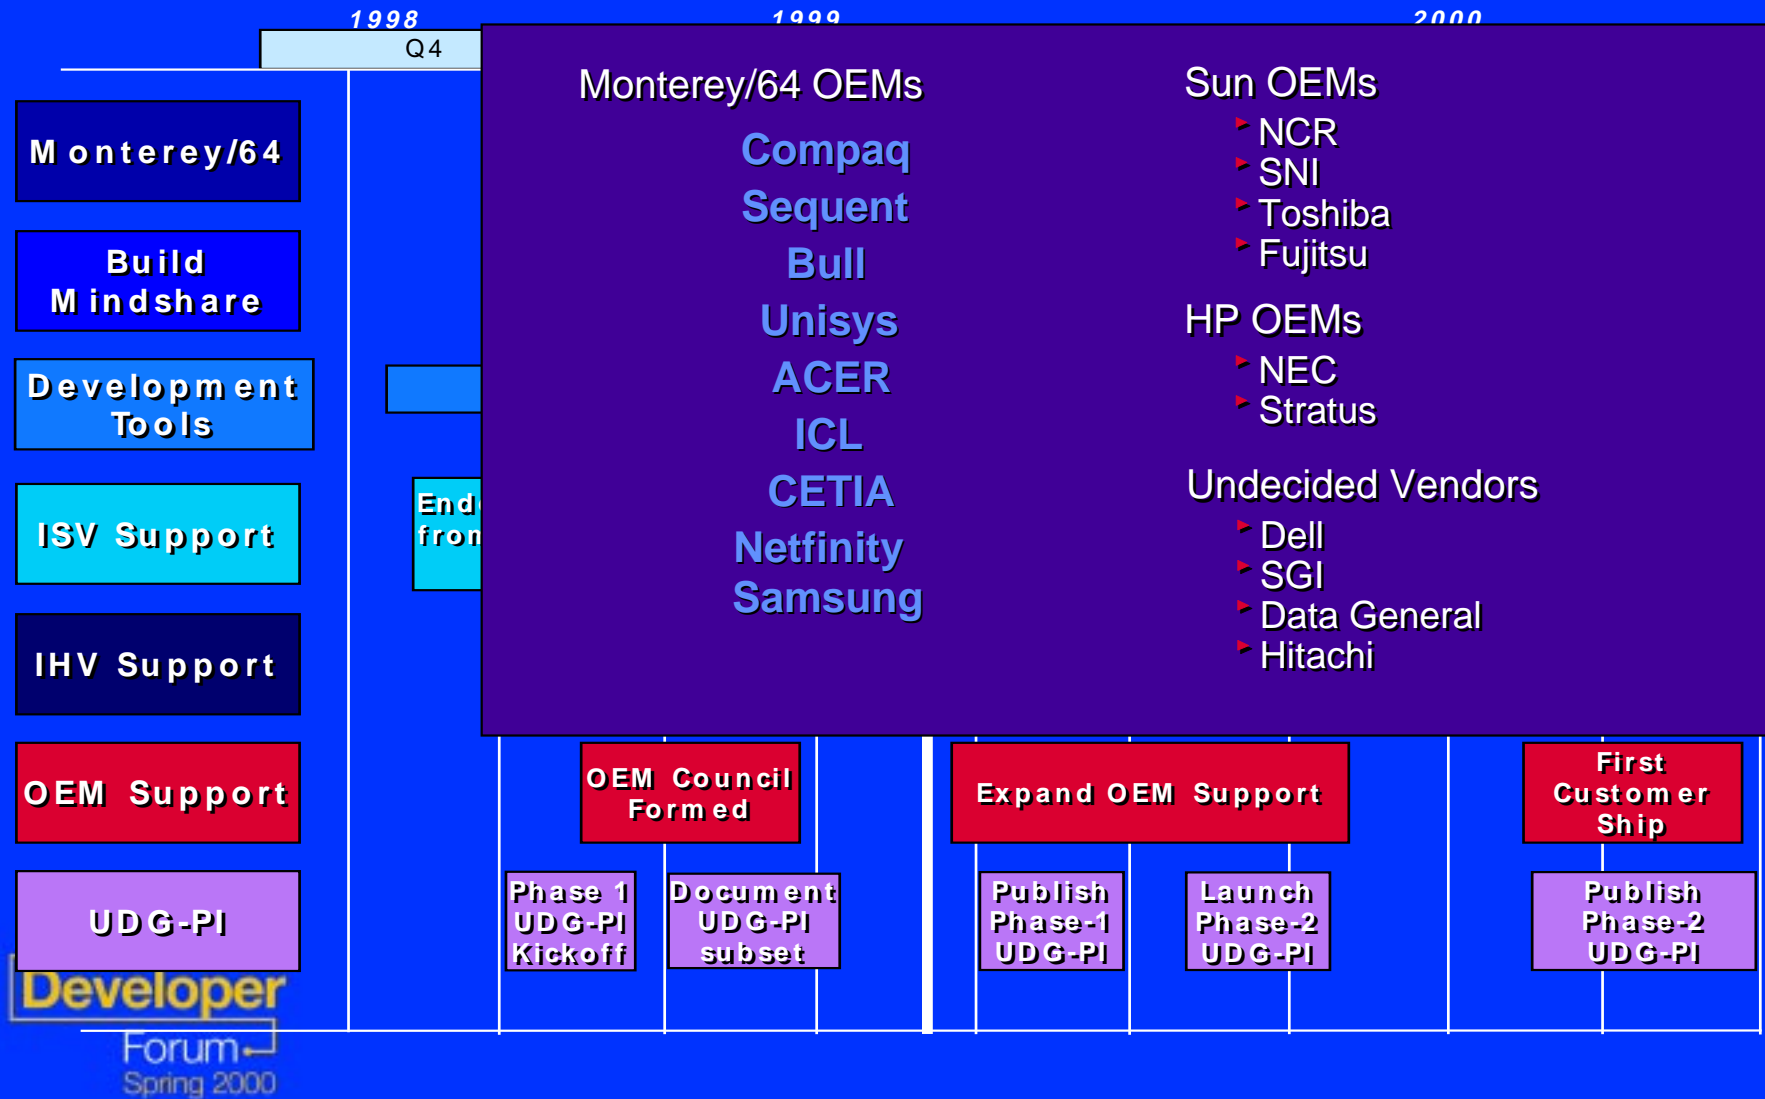 1998
1999
2000
Q4
Monterey/64
Build
Mindshare
Development
Tools
ISV Support
IHV Support
OEM Support
UDG-PI
Monterey/64 OEMs
Compaq
Sequent
Bull
Unisys
ACER
ICL
CETIA
Netfinity
Samsung
Sun OEMs
NCR
SNI
Toshiba
Fujitsu
HP OEMs
NEC
Stratus
Undecided Vendors
Dell
SGI
Data General
Hitachi
OEM Council
Formed
Expand OEM Support
First
Customer
Ship
Phase 1
UDG-PI
Kickoff
Document
UDG-PI
subset
Publish
Phase-1
UDG-PI
Launch
Phase-2
UDG-PI
Publish
Phase-2
UDG-PI
Developer
Forum
Spring 2000